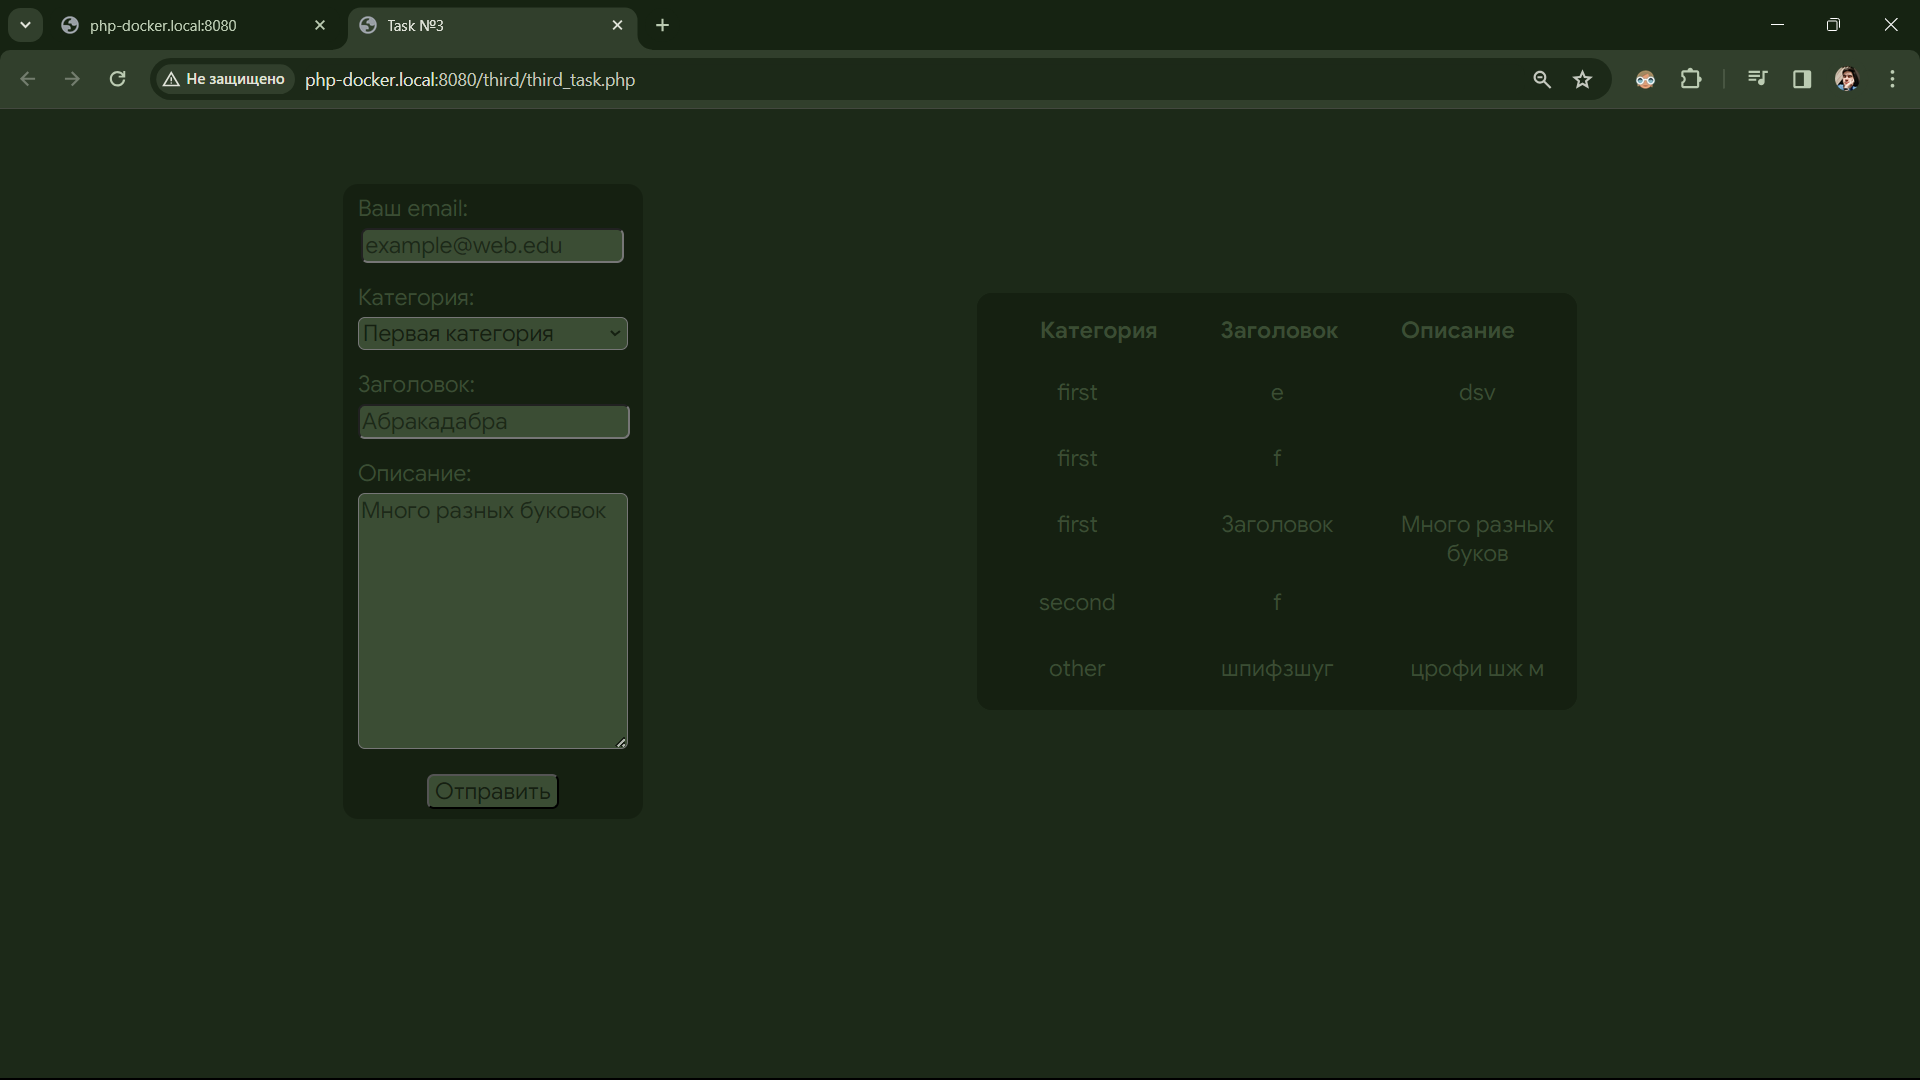 php-docker.local:8080
Task №3
Не защищено
php-docker.local:8080/third/third_task.php
Ваш email:
example@web.edu
Категория:
Первая категория
Заголовок:
Абракадабра
Описание:
Много разных буковок
Отправить
Категория Заголовок Описание
first e dsv
first f
first Заголовок Много разных
буков
second f
other шпифзшуг црофи шж м